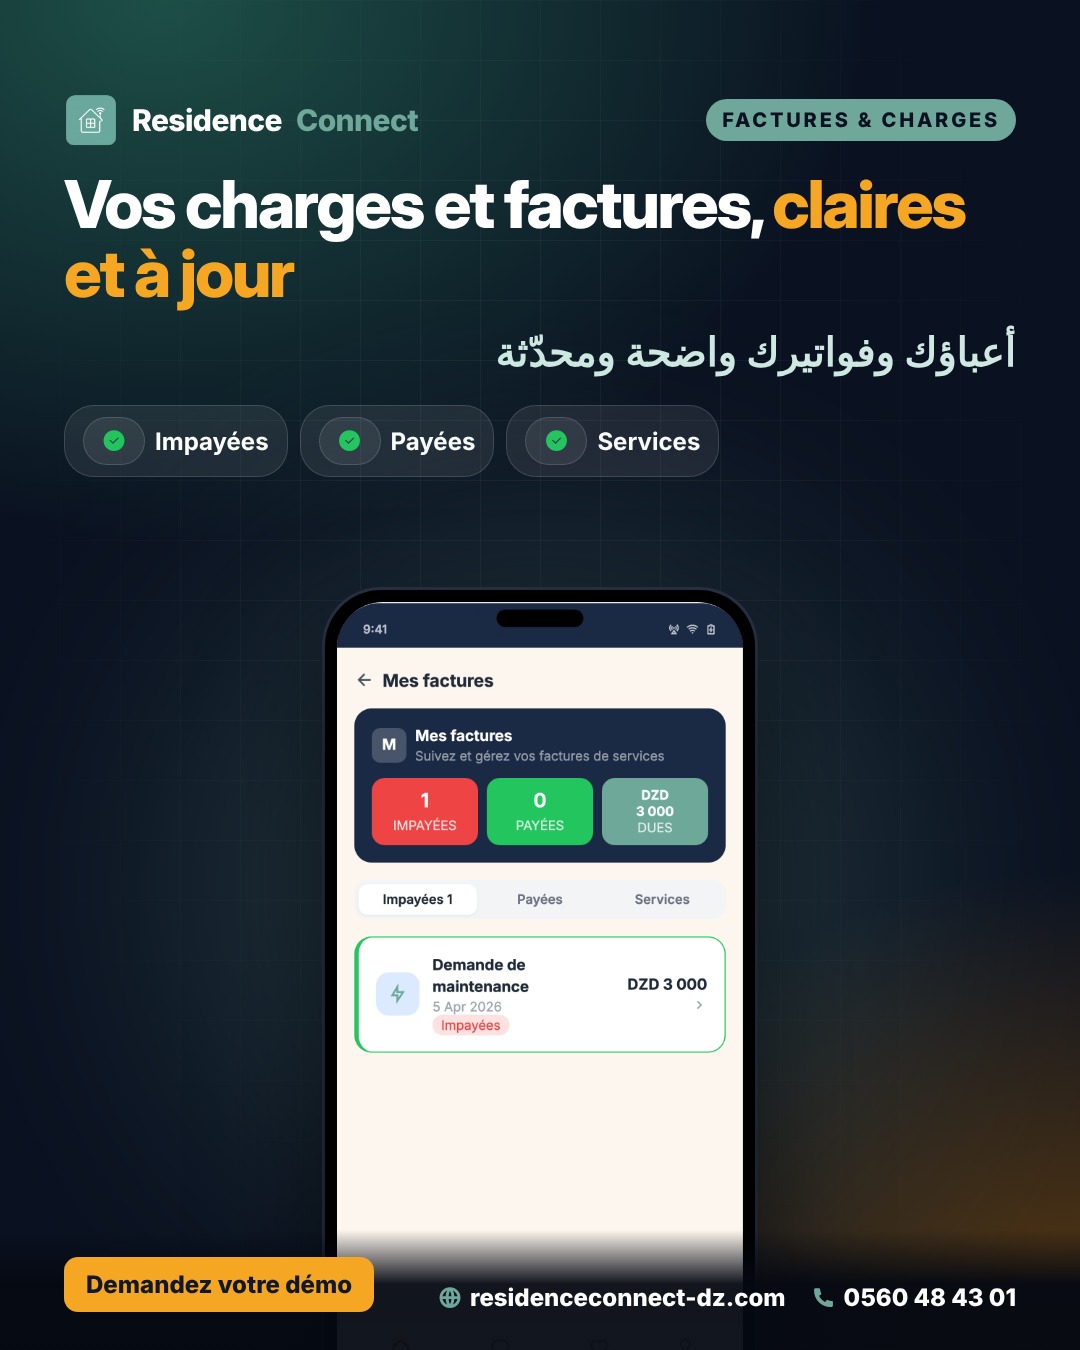 Residence Connect
FACTURES & CHARGES
Vos charges et factures, claires
et à jour
أعباؤك وفواتيرك واضحة ومحدّثة
Impayées
Payées
Services
9:41
Mes factures
M
Mes factures
Suivez et gérez vos factures de services
1
IMPAYÉES
0
PAYÉES
DZD
3 000
DUES
Impayées 1
Payées
Services
Demande de
maintenance
5 Apr 2026
Impayées
DZD 3 000
Demandez votre démo
residenceconnect-dz.com
0560 48 43 01